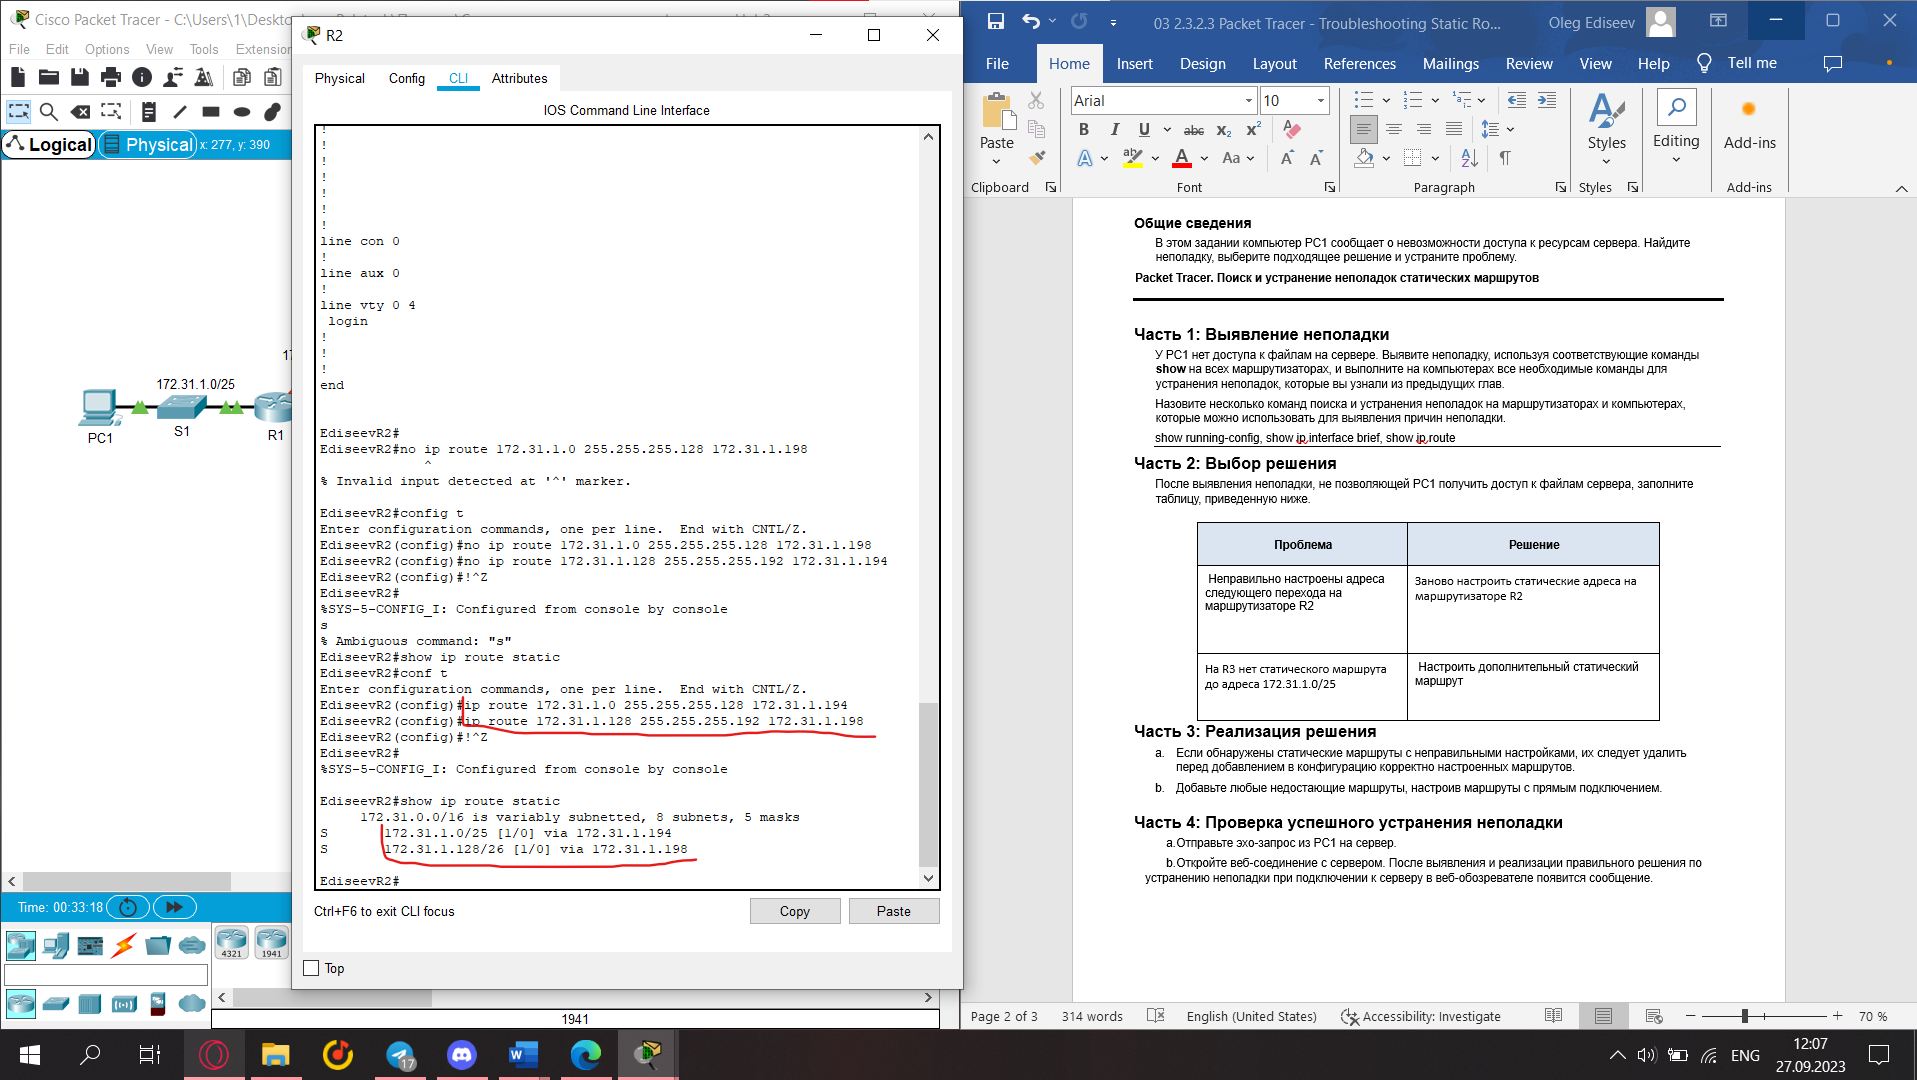 Cisco Packet Tracer - C:\Users\1\Deskto
File Edit Options View Tools Extension
Logical Physical x: 277, y: 390
172.31.1.0/25
PC1 S1 R1
Time: 00:33:18
4321 1941
1941
R2
Physical Config CLI Attributes
IOS Command Line Interface
!
!
!
!
!
!
!
line con 0
!
line aux 0
!
line vty 0 4
login
!
!
!
end
EdiseevR2#
EdiseevR2#no ip route 172.31.1.0 255.255.255.128 172.31.1.198
^
% Invalid input detected at '^' marker.
EdiseevR2#config t
Enter configuration commands, one per line. End with CNTL/Z.
EdiseevR2(config)#no ip route 172.31.1.0 255.255.255.128 172.31.1.198
EdiseevR2(config)#no ip route 172.31.1.128 255.255.255.192 172.31.1.194
EdiseevR2(config)#!^Z
EdiseevR2#
%SYS-5-CONFIG_I: Configured from console by console
s
% Ambiguous command: "s"
EdiseevR2#show ip route static
EdiseevR2#conf t
Enter configuration commands, one per line. End with CNTL/Z.
EdiseevR2(config)#ip route 172.31.1.0 255.255.255.128 172.31.1.194
EdiseevR2(config)#ip route 172.31.1.128 255.255.255.192 172.31.1.198
EdiseevR2(config)#!^Z
EdiseevR2#
%SYS-5-CONFIG_I: Configured from console by console
EdiseevR2#show ip route static
172.31.0.0/16 is variably subnetted, 8 subnets, 5 masks
S 172.31.1.0/25 [1/0] via 172.31.1.194
S 172.31.1.128/26 [1/0] via 172.31.1.198
EdiseevR2#
Ctrl+F6 to exit CLI focus
Copy Paste
Top
03 2.3.2.3 Packet Tracer - Troubleshooting Static Ro... Oleg Ediseev
File Home Insert Design Layout References Mailings Review View Help Tell me
Paste
Clipboard
Arial 10
B I U abc x2 x2
A A Aa A A
Font
Paragraph
Styles
Styles
Editing
Add-ins
Add-ins
Общие сведения
В этом задании компьютер PC1 сообщает о невозможности доступа к ресурсам сервера. Найдите
неполадку, выберите подходящее решение и устраните проблему.
Packet Tracer. Поиск и устранение неполадок статических маршрутов
Часть 1: Выявление неполадки
У PC1 нет доступа к файлам на сервере. Выявите неполадку, используя соответствующие команды
show на всех маршрутизаторах, и выполните на компьютерах все необходимые команды для
устранения неполадок, которые вы узнали из предыдущих глав.
Назовите несколько команд поиска и устранения неполадок на маршрутизаторах и компьютерах,
которые можно использовать для выявления причин неполадки.
show running-config, show ip interface brief, show ip route
Часть 2: Выбор решения
После выявления неполадки, не позволяющей PC1 получить доступ к файлам сервера, заполните
таблицу, приведенную ниже.
Проблема Решение
Неправильно настроены адреса
следующего перехода на
маршрутизаторе R2
Заново настроить статические адреса на
маршрутизаторе R2
На R3 нет статического маршрута
до адреса 172.31.1.0/25
Настроить дополнительный статический
маршрут
Часть 3: Реализация решения
a. Если обнаружены статические маршруты с неправильными настройками, их следует удалить
перед добавлением в конфигурацию корректно настроенных маршрутов.
b. Добавьте любые недостающие маршруты, настроив маршруты с прямым подключением.
Часть 4: Проверка успешного устранения неполадки
a.Отправьте эхо-запрос из PC1 на сервер.
b.Откройте веб-соединение с сервером. После выявления и реализации правильного решения по
устранению неполадки при подключении к серверу в веб-обозревателе появится сообщение.
Page 2 of 3 314 words English (United States) Accessibility: Investigate 70 %
17
ENG
12:07
27.09.2023